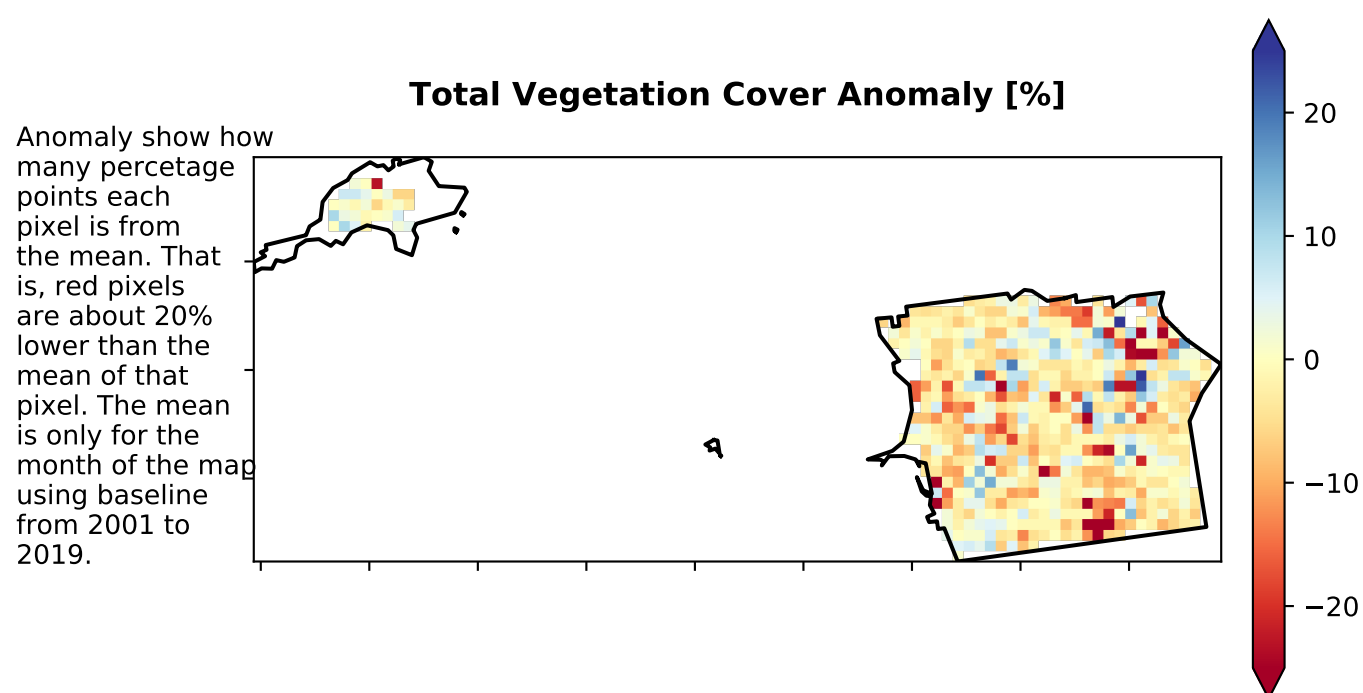 Total Vegetation Cover Anomaly [%]
Anomaly show how
many percetage
points each
pixel is from
the mean. That
is, red pixels
are about 20%
lower than the
mean of that
pixel. The mean
is only for the
month of the map
using baseline
from 2001 to
2019.
20
10
0
−10
−20